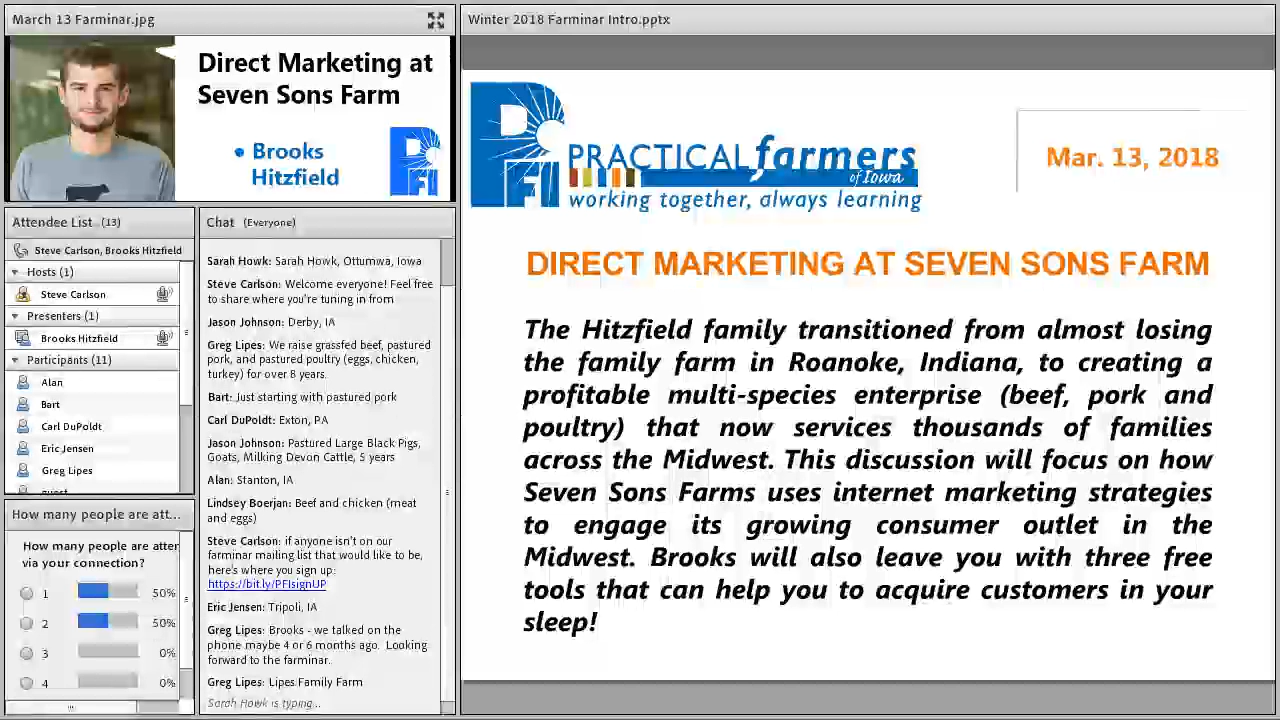 March 13 Farminar.jpg
Direct Marketing at
Seven Sons Farm
• Brooks
Hitzfield
PFI
Attendee List (13)
Steve Carlson, Brooks Hitzfield
Hosts (1)
Steve Carlson
Presenters (1)
Brooks Hitzfield
Participants (11)
Alan
Bart
Carl DuPoldt
Eric Jensen
Greg Lipes
guest
How many people are att...
How many people are atter
via your connection?
1 50%
2 50%
3 0%
4 0%
Chat (Everyone)
Sarah Howk: Sarah Howk, Ottumwa, Iowa
Steve Carlson: Welcome everyone! Feel free
to share where you're tuning in from
Jason Johnson: Derby, IA
Greg Lipes: We raise grassfed beef, pastured
pork, and pastured poultry (eggs, chicken,
turkey) for over 8 years.
Bart: Just starting with pastured pork
Carl DuPoldt: Exton, PA
Jason Johnson: Pastured Large Black Pigs,
Goats, Milking Devon Cattle, 5 years
Alan: Stanton, IA
Lindsey Boerjan: Beef and chicken (meat
and eggs)
Steve Carlson: if anyone isn't on our
farminar mailing list that would like to be,
here's where you sign up:
https://bit.ly/PFIsignUP
Eric Jensen: Tripoli, IA
Greg Lipes: Brooks - we talked on the
phone maybe 4 or 6 months ago. Looking
forward to the farminar.
Greg Lipes: Lipes Family Farm
Sarah Howk is typing...
Winter 2018 Farminar Intro.pptx
PFI
PRACTICAL farmers
of Iowa
working together, always learning
Mar. 13, 2018
DIRECT MARKETING AT SEVEN SONS FARM
The Hitzfield family transitioned from almost losing
the family farm in Roanoke, Indiana, to creating a
profitable multi-species enterprise (beef, pork and
poultry) that now services thousands of families
across the Midwest. This discussion will focus on how
Seven Sons Farms uses internet marketing strategies
to engage its growing consumer outlet in the
Midwest. Brooks will also leave you with three free
tools that can help you to acquire customers in your
sleep!